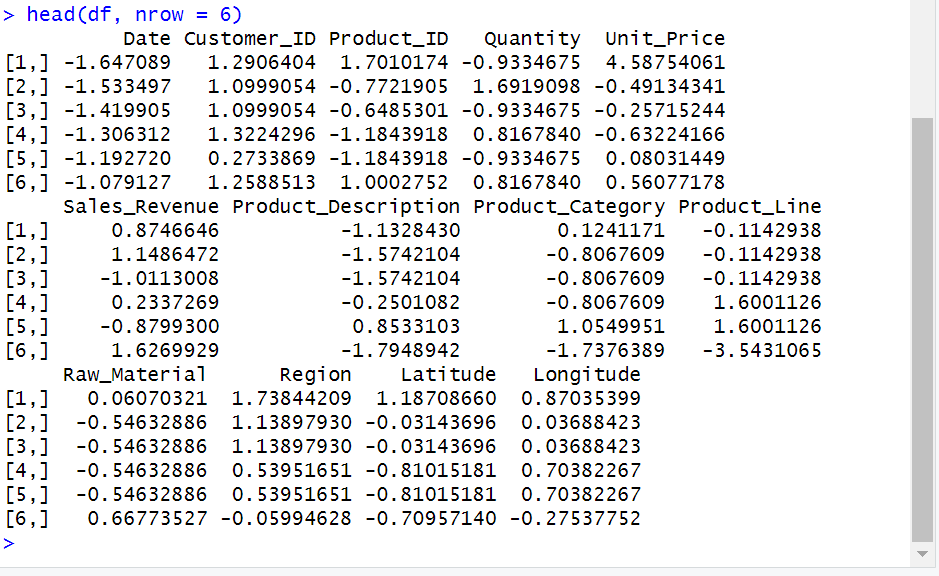 > head(df, nrow = 6)
Date Customer_ID Product_ID Quantity Unit_Price
[1,] -1.647089 1.2906404 1.7010174 -0.9334675 4.58754061
[2,] -1.533497 1.0999054 -0.7721905 1.6919098 -0.49134341
[3,] -1.419905 1.0999054 -0.6485301 -0.9334675 -0.25715244
[4,] -1.306312 1.3224296 -1.1843918 0.8167840 -0.63224166
[5,] -1.192720 0.2733869 -1.1843918 -0.9334675 0.08031449
[6,] -1.079127 1.2588513 1.0002752 0.8167840 0.56077178
Sales_Revenue Product_Description Product_Category Product_Line
[1,] 0.8746646 -1.1328430 0.1241171 -0.1142938
[2,] 1.1486472 -1.5742104 -0.8067609 -0.1142938
[3,] -1.0113008 -1.5742104 -0.8067609 -0.1142938
[4,] 0.2337269 -0.2501082 -0.8067609 1.6001126
[5,] -0.8799300 0.8533103 1.0549951 1.6001126
[6,] 1.6269929 -1.7948942 -1.7376389 -3.5431065
Raw_Material Region Latitude Longitude
[1,] 0.06070321 1.73844209 1.18708660 0.87035399
[2,] -0.54632886 1.13897930 -0.03143696 0.03688423
[3,] -0.54632886 1.13897930 -0.03143696 0.03688423
[4,] -0.54632886 0.53951651 -0.81015181 0.70382267
[5,] -0.54632886 0.53951651 -0.81015181 0.70382267
[6,] 0.66773527 -0.05994628 -0.70957140 -0.27537752
>